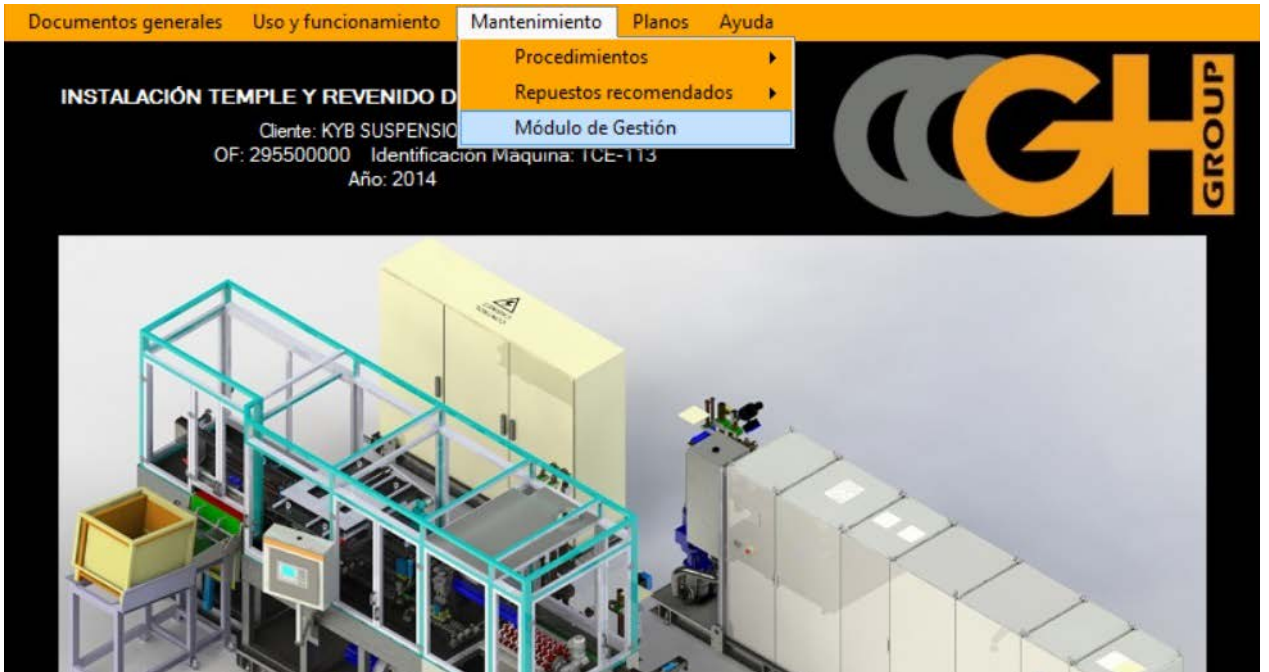 Documentos generales Uso y funcionamiento Mantenimiento Planos Ayuda
Procedimientos
Repuestos recomendados
Módulo de Gestión
INSTALACIÓN TEMPLE Y REVENIDO D
Cliente: KYB SUSPENSIO
OF: 295500000 Identificación Máquina: TCE-113
Año: 2014
GH
GROUP